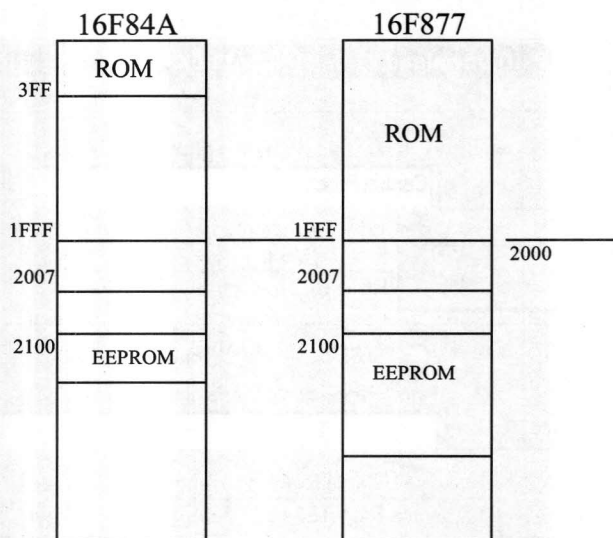 16F84A
ROM
3FF
1FFF
2007
2100
EEPROM
16F877
ROM
1FFF
2007
2100
EEPROM
2000